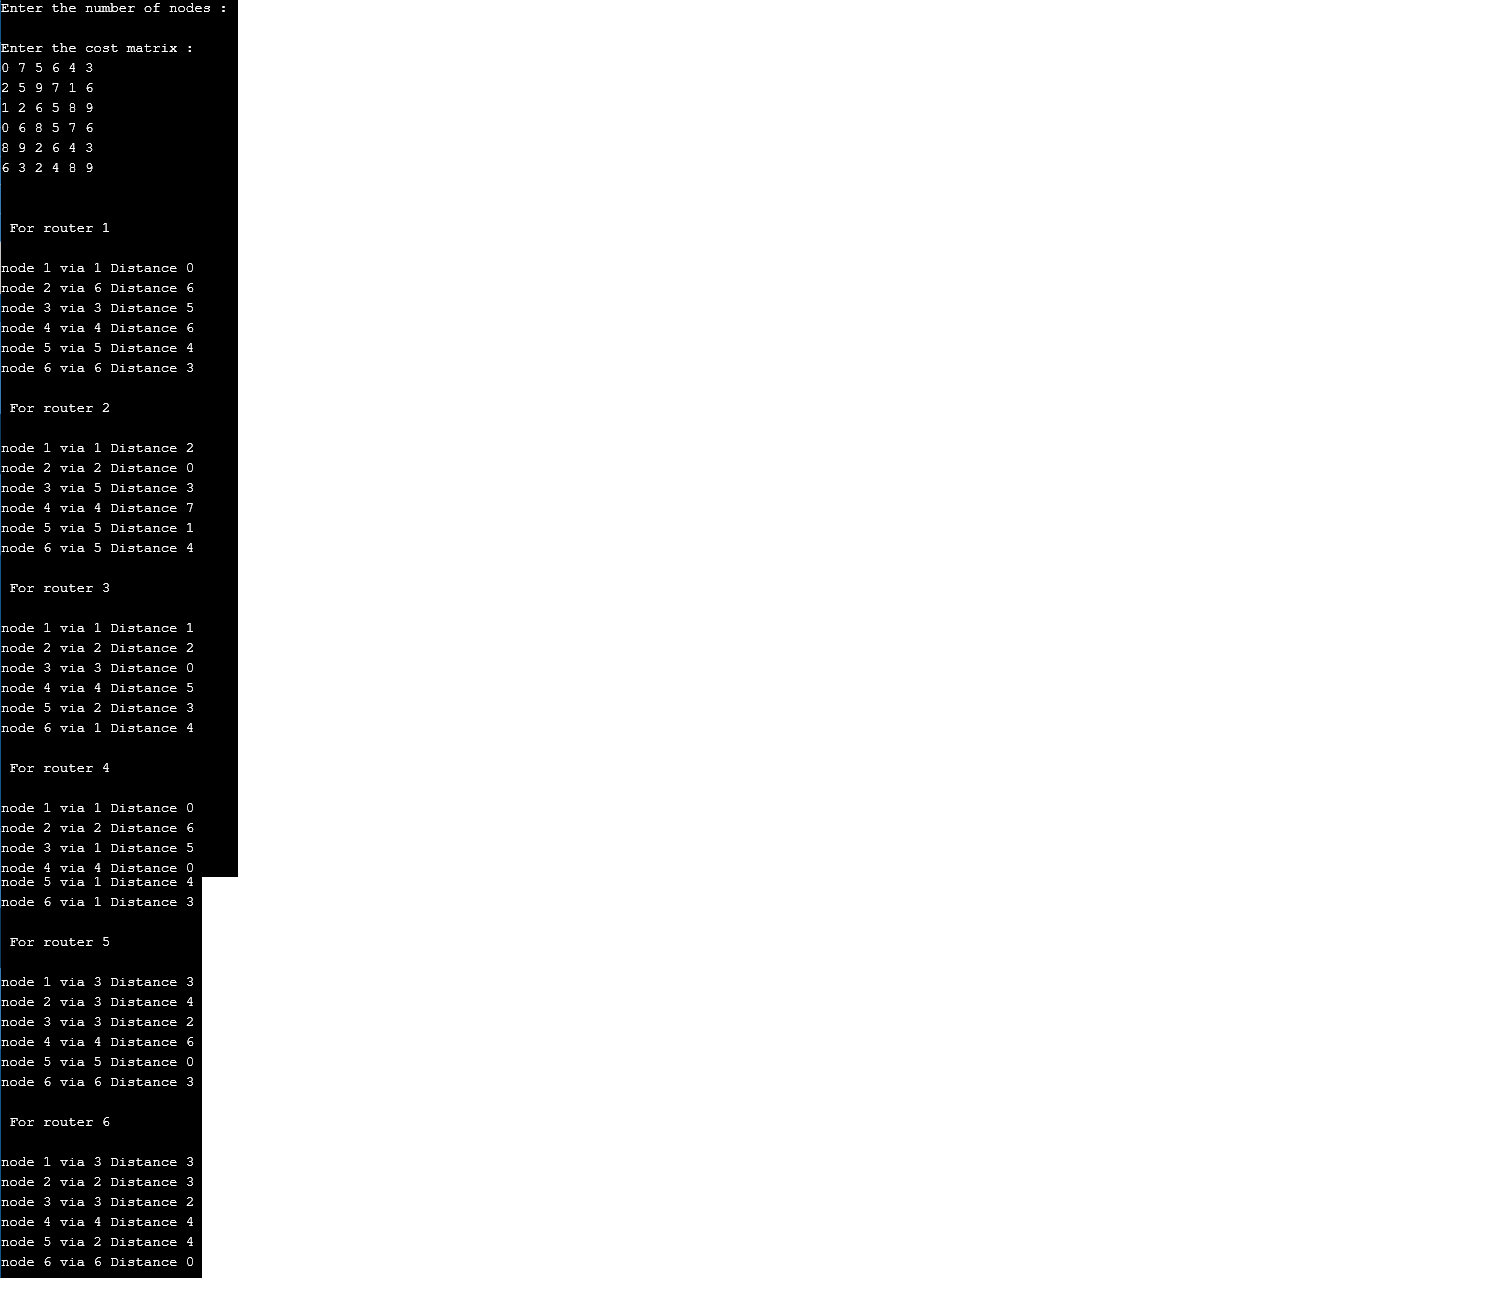 Enter the number of nodes :
Enter the cost matrix :
0 7 5 6 4 3
2 5 9 7 1 6
1 2 6 5 8 9
0 6 8 5 7 6
8 9 2 6 4 3
6 3 2 4 8 9
For router 1
node 1 via 1 Distance 0
node 2 via 6 Distance 6
node 3 via 3 Distance 5
node 4 via 4 Distance 6
node 5 via 5 Distance 4
node 6 via 6 Distance 3
For router 2
node 1 via 1 Distance 2
node 2 via 2 Distance 0
node 3 via 5 Distance 3
node 4 via 4 Distance 7
node 5 via 5 Distance 1
node 6 via 5 Distance 4
For router 3
node 1 via 1 Distance 1
node 2 via 2 Distance 2
node 3 via 3 Distance 0
node 4 via 4 Distance 5
node 5 via 2 Distance 3
node 6 via 1 Distance 4
For router 4
node 1 via 1 Distance 0
node 2 via 2 Distance 6
node 3 via 1 Distance 5
node 4 via 4 Distance 0
node 5 via 1 Distance 4
node 6 via 1 Distance 3
For router 5
node 1 via 3 Distance 3
node 2 via 3 Distance 4
node 3 via 3 Distance 2
node 4 via 4 Distance 6
node 5 via 5 Distance 0
node 6 via 6 Distance 3
For router 6
node 1 via 3 Distance 3
node 2 via 2 Distance 3
node 3 via 3 Distance 2
node 4 via 4 Distance 4
node 5 via 2 Distance 4
node 6 via 6 Distance 0